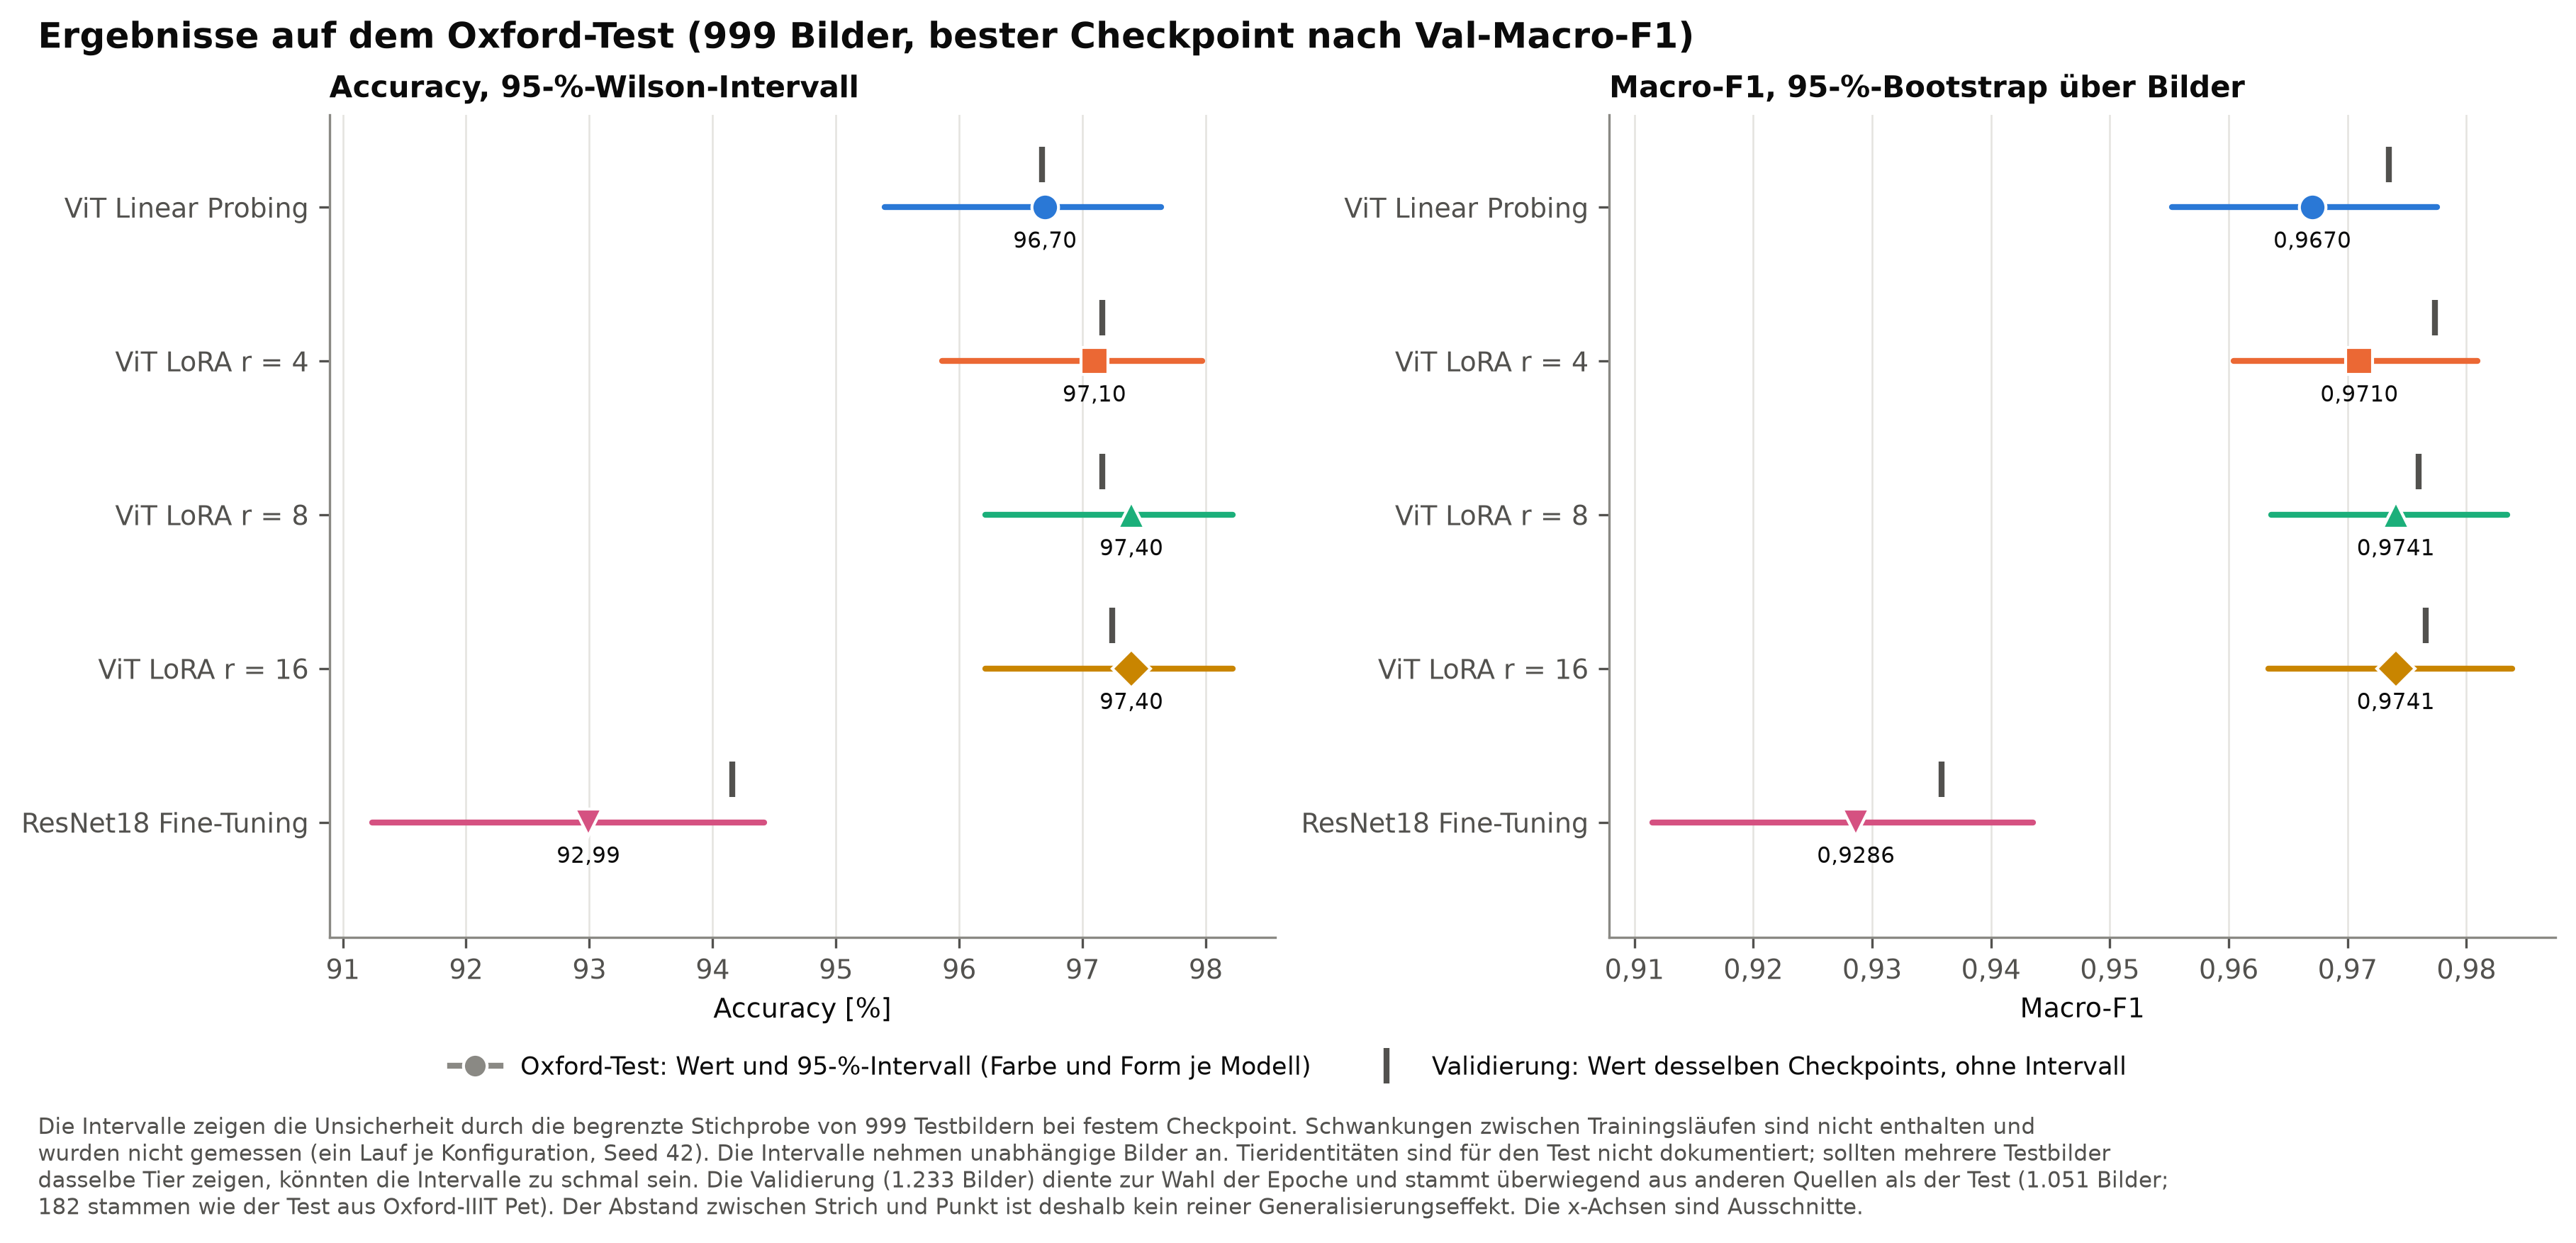 Ergebnisse auf dem Oxford-Test (999 Bilder, bester Checkpoint nach Val-Macro-F1)
Accuracy, 95-%-Wilson-Intervall
ViT Linear Probing
96,70
ViT LoRA r = 4
97,10
ViT LoRA r = 8
97,40
ViT LoRA r = 16
97,40
ResNet18 Fine-Tuning
92,99
91 92 93 94 95 96 97 98
Accuracy [%]
Macro-F1, 95-%-Bootstrap über Bilder
ViT Linear Probing
0,9670
ViT LoRA r = 4
0,9710
ViT LoRA r = 8
0,9741
ViT LoRA r = 16
0,9741
ResNet18 Fine-Tuning
0,9286
0,91 0,92 0,93 0,94 0,95 0,96 0,97 0,98
Macro-F1
Oxford-Test: Wert und 95-%-Intervall (Farbe und Form je Modell)
Validierung: Wert desselben Checkpoints, ohne Intervall
Die Intervalle zeigen die Unsicherheit durch die begrenzte Stichprobe von 999 Testbildern bei festem Checkpoint. Schwankungen zwischen Trainingsläufen sind nicht enthalten und
wurden nicht gemessen (ein Lauf je Konfiguration, Seed 42). Die Intervalle nehmen unabhängige Bilder an. Tieridentitäten sind für den Test nicht dokumentiert; sollten mehrere Testbilder
dasselbe Tier zeigen, könnten die Intervalle zu schmal sein. Die Validierung (1.233 Bilder) diente zur Wahl der Epoche und stammt überwiegend aus anderen Quellen als der Test (1.051 Bilder;
182 stammen wie der Test aus Oxford-IIIT Pet). Der Abstand zwischen Strich und Punkt ist deshalb kein reiner Generalisierungseffekt. Die x-Achsen sind Ausschnitte.